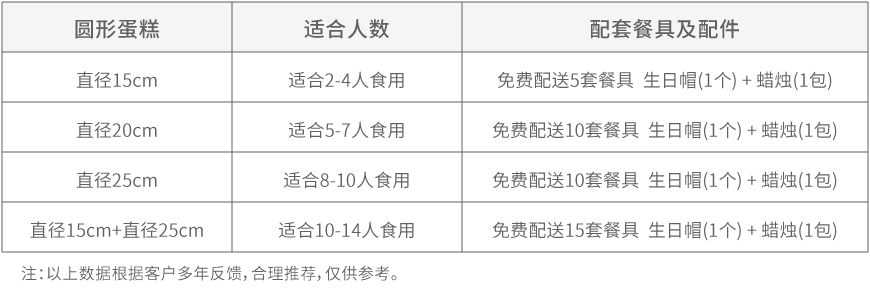 圆形蛋糕 适合人数 配套餐具及配件
直径15cm 适合2-4人食用 免费配送5套餐具 生日帽(1个) + 蜡烛(1包)
直径20cm 适合5-7人食用 免费配送10套餐具 生日帽(1个) + 蜡烛(1包)
直径25cm 适合8-10人食用 免费配送10套餐具 生日帽(1个) + 蜡烛(1包)
直径15cm+直径25cm 适合10-14人食用 免费配送15套餐具 生日帽(1个) + 蜡烛(1包)
注：以上数据根据客户多年反馈，合理推荐，仅供参考。